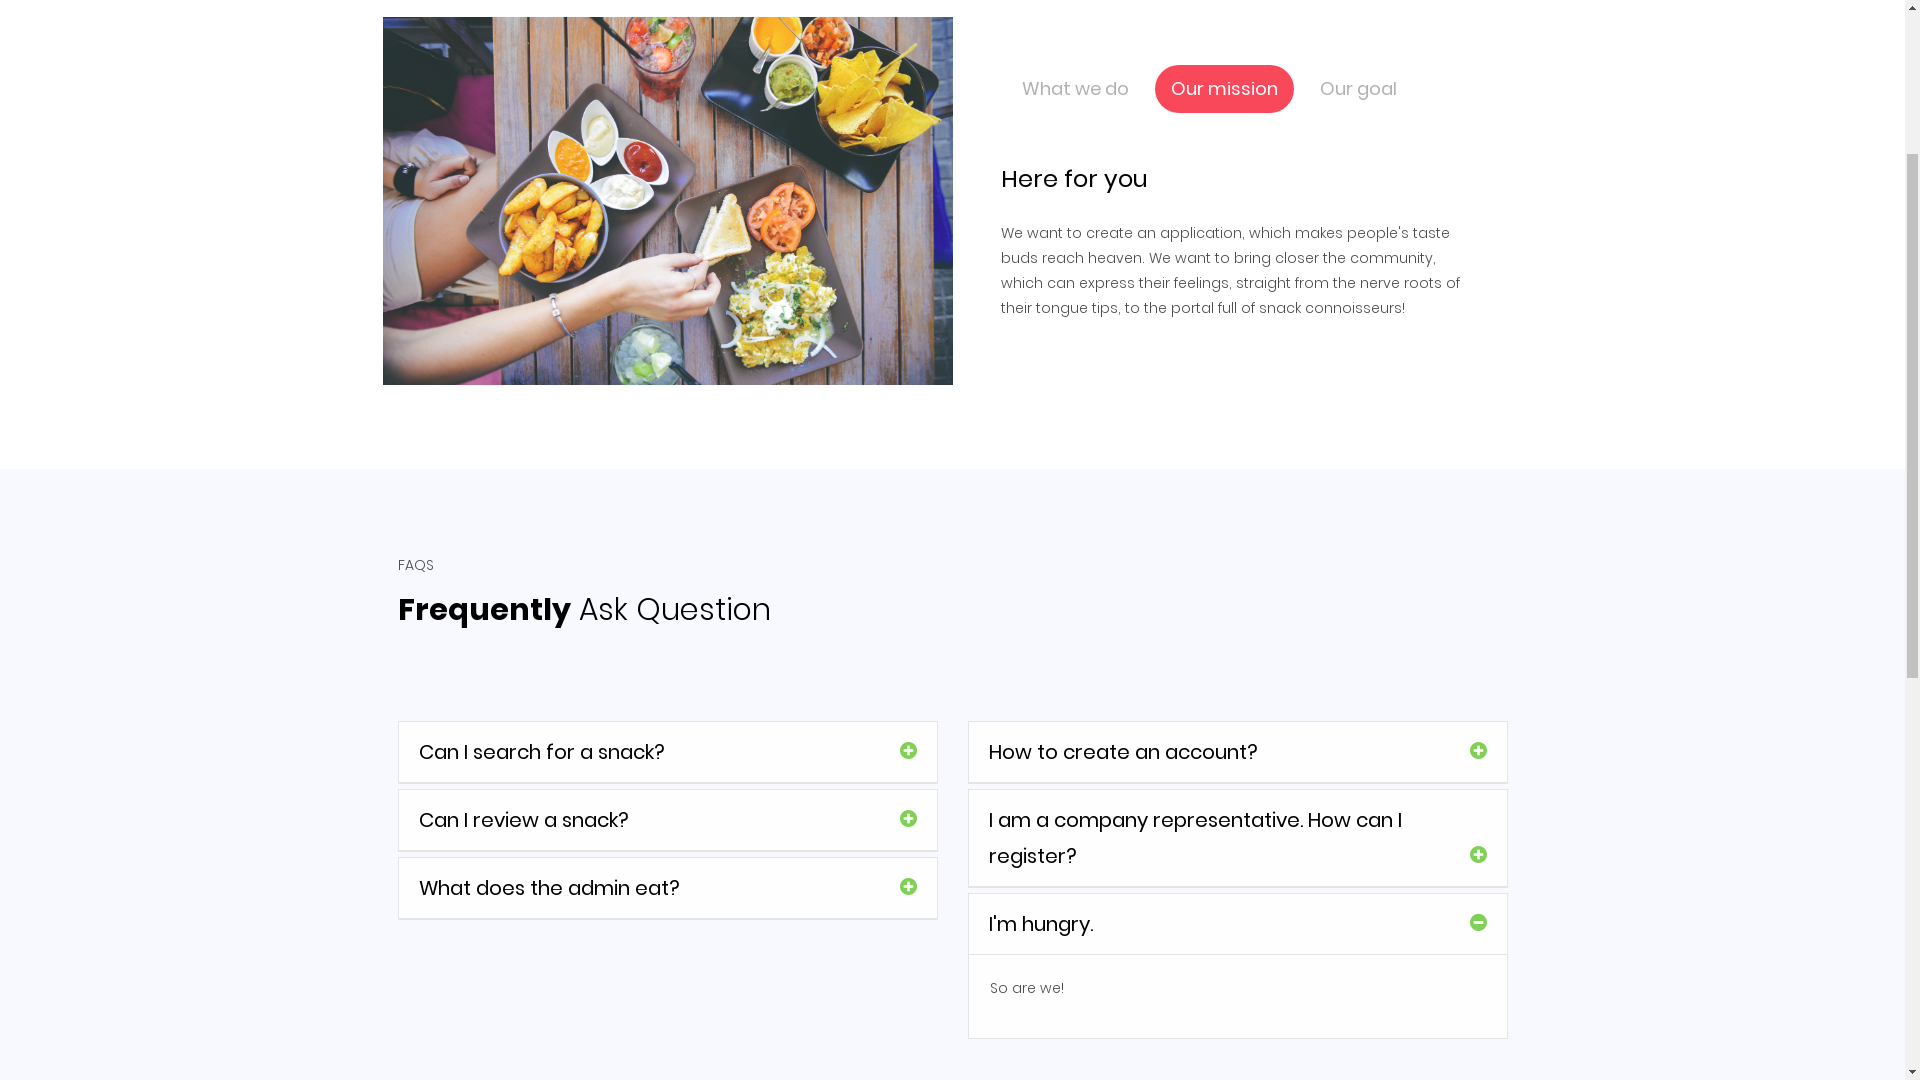 What we do
Our mission
Our goal
Here for you
We want to create an application, which makes people's taste
buds reach heaven. We want to bring closer the community,
which can express their feelings, straight from the nerve roots of
their tongue tips, to the portal full of snack connoisseurs!
FAQS
Frequently Ask Question
Can I search for a snack?
Can I review a snack?
What does the admin eat?
How to create an account?
I am a company representative. How can I
register?
I'm hungry.
So are we!